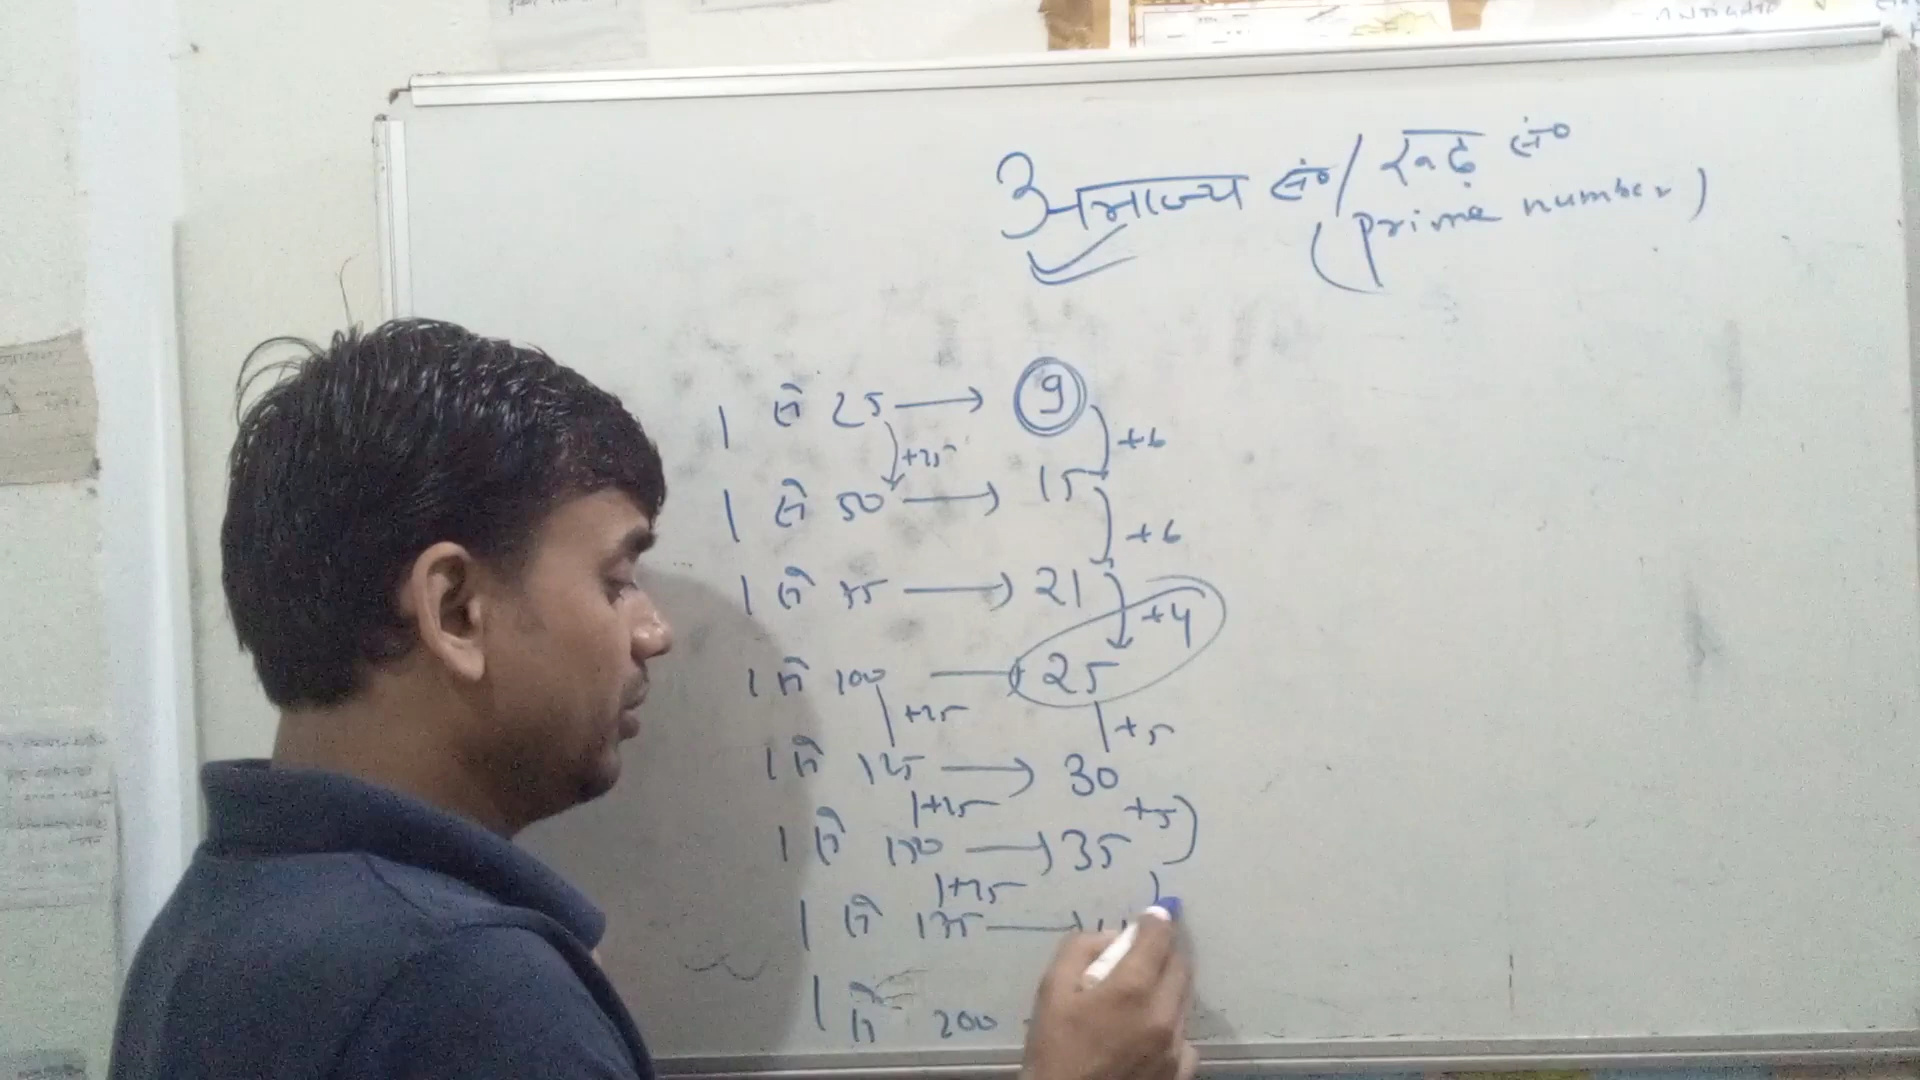 अभाज्य सं० / रूढ़ सं०
(prime number)
1 से 25 → 9
+25 +6
1 से 50 → 15
+6
1 से 75 → 21
+4
1 से 100 — 25
+25 +5
1 से 125 → 30
+25 +5
1 से 150 → 35
+25
1 से 175 →
1 से 200